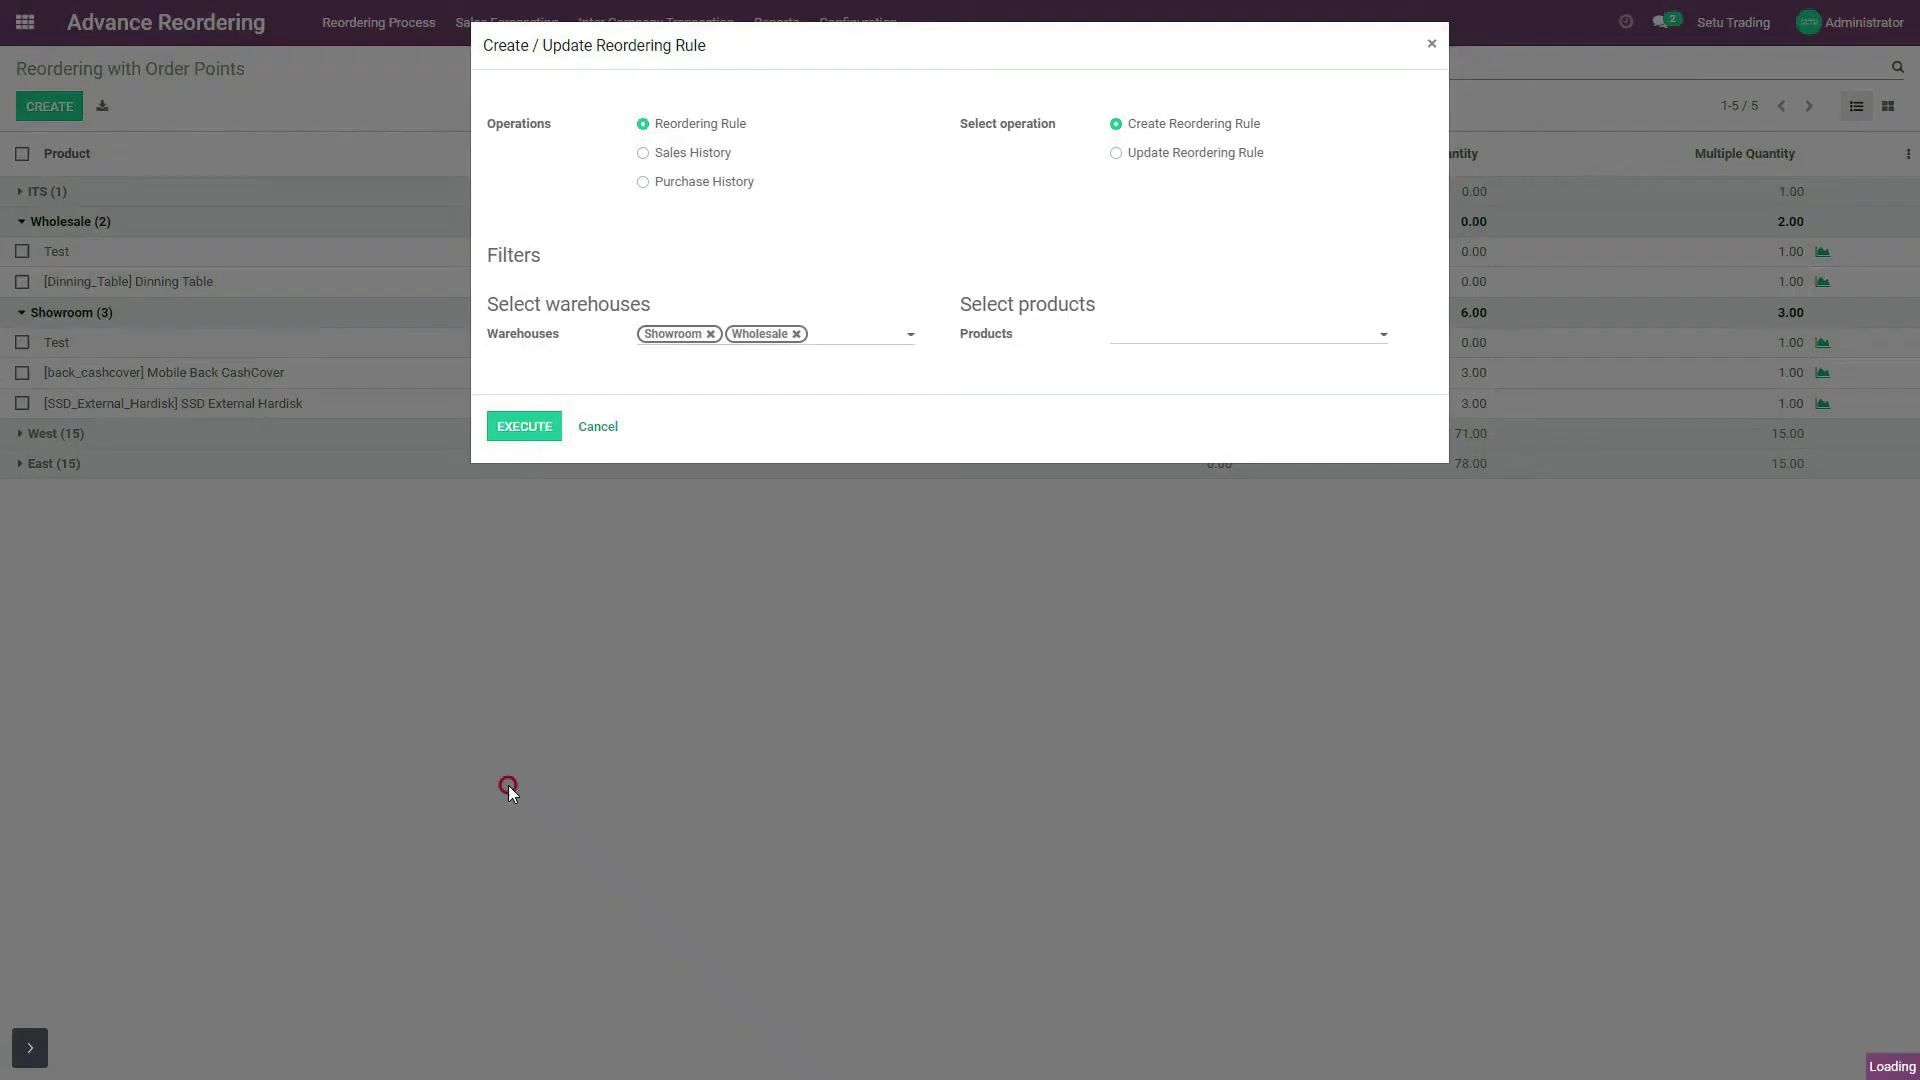 Advance Reordering
Reordering Process
Sales Forecasting
Inter Company Transaction
Reports
Configuration
2
Setu Trading
SETU
Administrator
Create / Update Reordering Rule
×
Reordering with Order Points
CREATE
1-5 / 5
Operations
Reordering Rule
Sales History
Purchase History
Select operation
Create Reordering Rule
Update Reordering Rule
Product
ntity
Multiple Quantity
ITS (1)
0.00
1.00
Wholesale (2)
0.00
2.00
Test
0.00
1.00
[Dinning_Table] Dinning Table
0.00
1.00
Showroom (3)
6.00
3.00
Test
0.00
1.00
[back_cashcover] Mobile Back CashCover
3.00
1.00
[SSD_External_Hardisk] SSD External Hardisk
3.00
1.00
West (15)
71.00
15.00
East (15)
0.00
78.00
15.00
Filters
Select warehouses
Select products
Warehouses
Showroom ×
Wholesale ×
Products
EXECUTE
Cancel
Loading